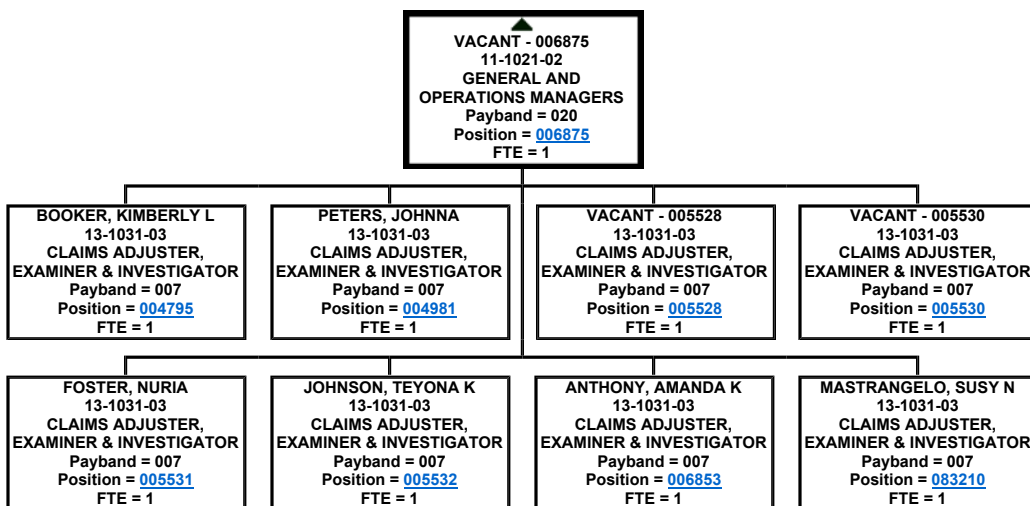 VACANT - 006875
11-1021-02
GENERAL AND
OPERATIONS MANAGERS
Payband = 020
Position = 006875
FTE = 1
BOOKER, KIMBERLY L
13-1031-03
CLAIMS ADJUSTER,
EXAMINER & INVESTIGATOR
Payband = 007
Position = 004795
FTE = 1
PETERS, JOHNNA
13-1031-03
CLAIMS ADJUSTER,
EXAMINER & INVESTIGATOR
Payband = 007
Position = 004981
FTE = 1
VACANT - 005528
13-1031-03
CLAIMS ADJUSTER,
EXAMINER & INVESTIGATOR
Payband = 007
Position = 005528
FTE = 1
VACANT - 005530
13-1031-03
CLAIMS ADJUSTER,
EXAMINER & INVESTIGATOR
Payband = 007
Position = 005530
FTE = 1
FOSTER, NURIA
13-1031-03
CLAIMS ADJUSTER,
EXAMINER & INVESTIGATOR
Payband = 007
Position = 005531
FTE = 1
JOHNSON, TEYONA K
13-1031-03
CLAIMS ADJUSTER,
EXAMINER & INVESTIGATOR
Payband = 007
Position = 005532
FTE = 1
ANTHONY, AMANDA K
13-1031-03
CLAIMS ADJUSTER,
EXAMINER & INVESTIGATOR
Payband = 007
Position = 006853
FTE = 1
MASTRANGELO, SUSY N
13-1031-03
CLAIMS ADJUSTER,
EXAMINER & INVESTIGATOR
Payband = 007
Position = 083210
FTE = 1